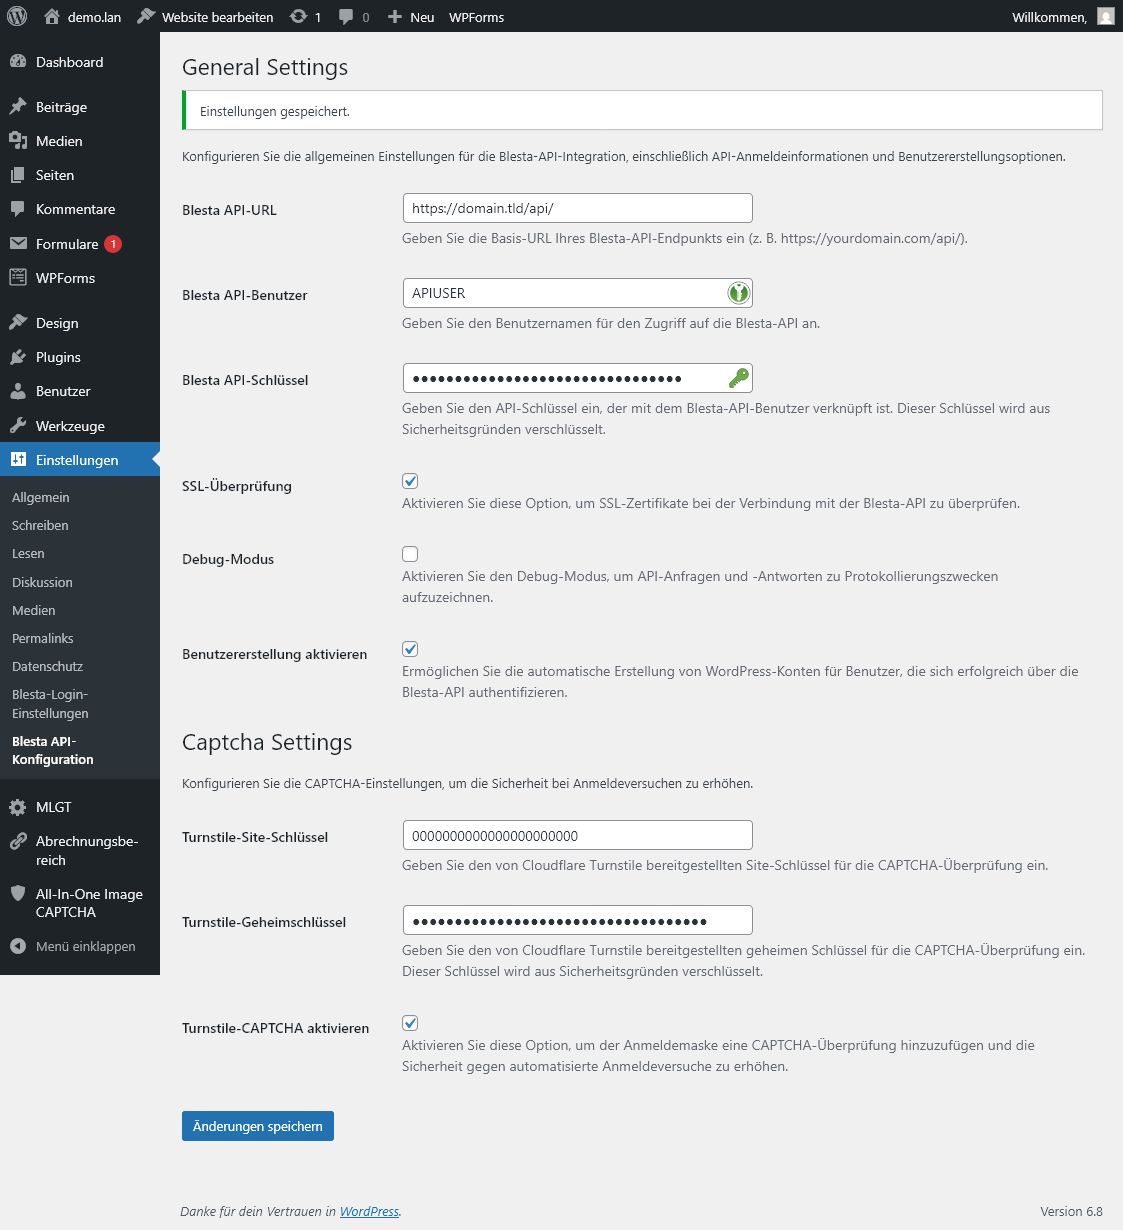 demo.lan Website bearbeiten 1 0 Neu WPForms Willkommen,
Dashboard
Beiträge
Medien
Seiten
Kommentare
Formulare 1
WPForms
Design
Plugins
Benutzer
Werkzeuge
Einstellungen
Allgemein
Schreiben
Lesen
Diskussion
Medien
Permalinks
Datenschutz
Blesta-Login-
Einstellungen
Blesta API-
Konfiguration
MLGT
Abrechnungsbe-
reich
All-In-One Image
CAPTCHA
Menü einklappen
General Settings
Einstellungen gespeichert.
Konfigurieren Sie die allgemeinen Einstellungen für die Blesta-API-Integration, einschließlich API-Anmeldeinformationen und Benutzererstellungsoptionen.
Blesta API-URL
https://domain.tld/api/
Geben Sie die Basis-URL Ihres Blesta-API-Endpunkts ein (z. B. https://yourdomain.com/api/).
Blesta API-Benutzer
APIUSER
Geben Sie den Benutzernamen für den Zugriff auf die Blesta-API an.
Blesta API-Schlüssel
••••••••••••••••••••••••••••••••
Geben Sie den API-Schlüssel ein, der mit dem Blesta-API-Benutzer verknüpft ist. Dieser Schlüssel wird aus
Sicherheitsgründen verschlüsselt.
SSL-Überprüfung
Aktivieren Sie diese Option, um SSL-Zertifikate bei der Verbindung mit der Blesta-API zu überprüfen.
Debug-Modus
Aktivieren Sie den Debug-Modus, um API-Anfragen und -Antworten zu Protokollierungszwecken
aufzuzeichnen.
Benutzererstellung aktivieren
Ermöglichen Sie die automatische Erstellung von WordPress-Konten für Benutzer, die sich erfolgreich über die
Blesta-API authentifizieren.
Captcha Settings
Konfigurieren Sie die CAPTCHA-Einstellungen, um die Sicherheit bei Anmeldeversuchen zu erhöhen.
Turnstile-Site-Schlüssel
0000000000000000000000
Geben Sie den von Cloudflare Turnstile bereitgestellten Site-Schlüssel für die CAPTCHA-Überprüfung ein.
Turnstile-Geheimschlüssel
•••••••••••••••••••••••••••••••••••
Geben Sie den von Cloudflare Turnstile bereitgestellten geheimen Schlüssel für die CAPTCHA-Überprüfung ein.
Dieser Schlüssel wird aus Sicherheitsgründen verschlüsselt.
Turnstile-CAPTCHA aktivieren
Aktivieren Sie diese Option, um der Anmeldemaske eine CAPTCHA-Überprüfung hinzuzufügen und die
Sicherheit gegen automatisierte Anmeldeversuche zu erhöhen.
Änderungen speichern
Danke für dein Vertrauen in WordPress. Version 6.8